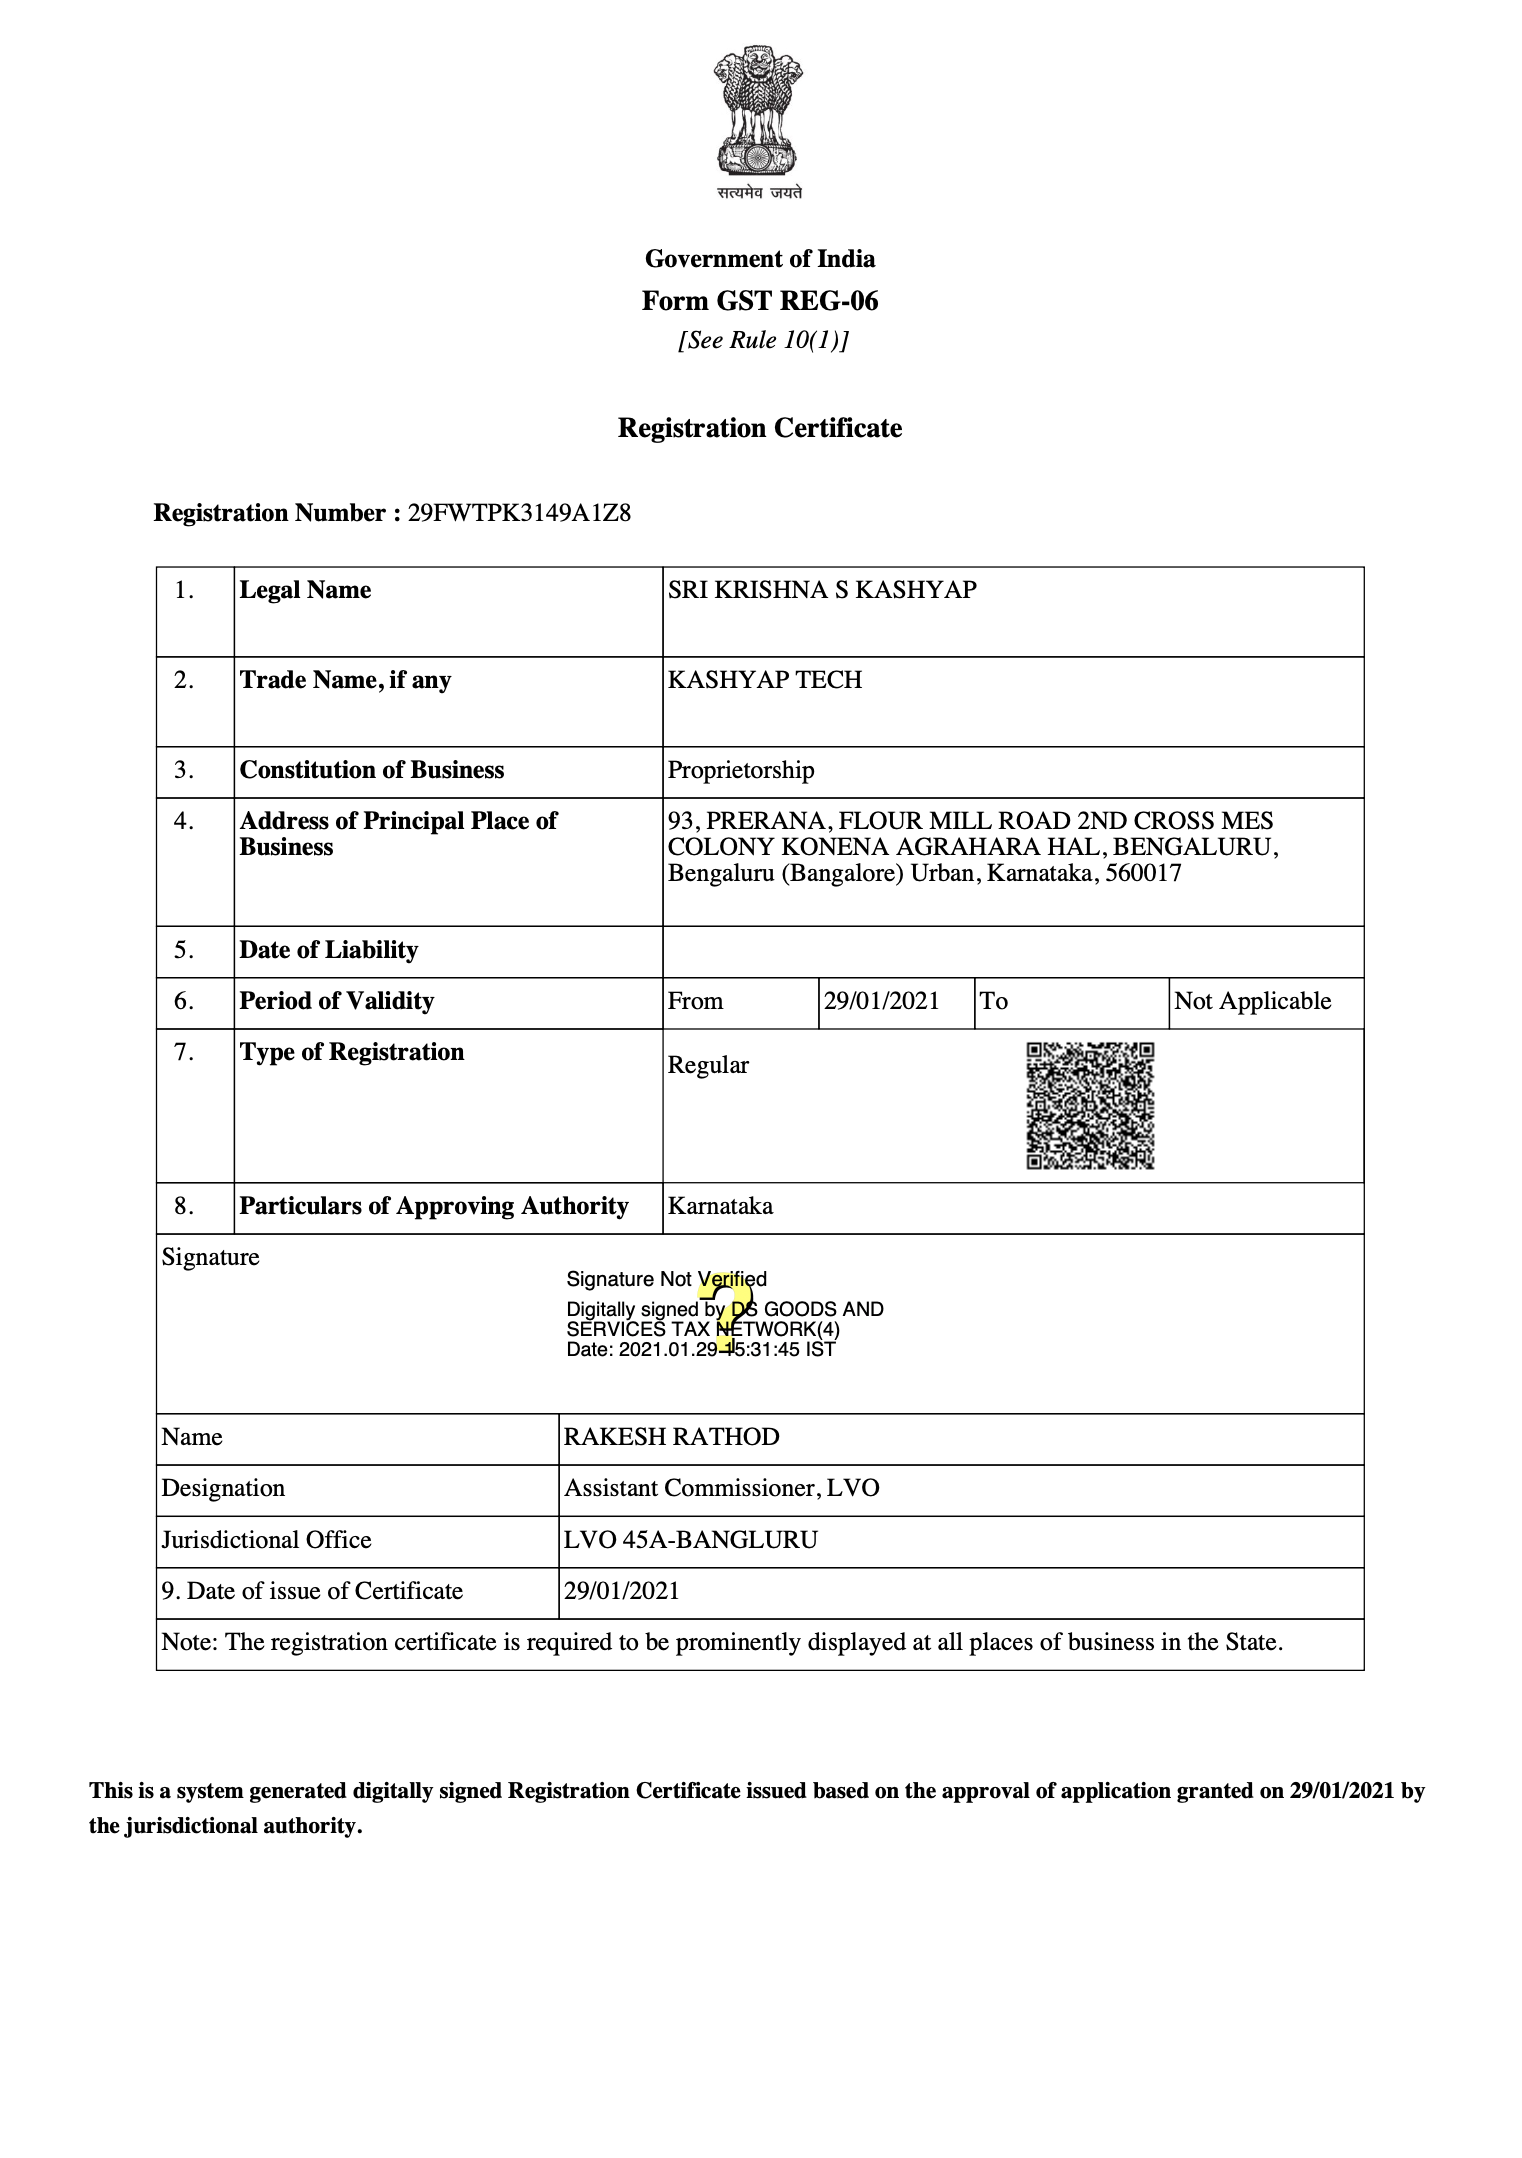 सत्यमेव जयते
Government of India
Form GST REG-06
[See Rule 10(1)]
Registration Certificate
Registration Number : 29FWTPK3149A1Z8
1. Legal Name SRI KRISHNA S KASHYAP
2. Trade Name, if any KASHYAP TECH
3. Constitution of Business Proprietorship
4. Address of Principal Place of 93, PRERANA, FLOUR MILL ROAD 2ND CROSS MES
Business COLONY KONENA AGRAHARA HAL, BENGALURU,
Bengaluru (Bangalore) Urban, Karnataka, 560017
5. Date of Liability
6. Period of Validity From 29/01/2021 To Not Applicable
7. Type of Registration Regular
8. Particulars of Approving Authority Karnataka
Signature
Signature Not Verified
Digitally signed by DS GOODS AND
SERVICES TAX NETWORK(4)
Date: 2021.01.29 15:31:45 IST
?
Name RAKESH RATHOD
Designation Assistant Commissioner, LVO
Jurisdictional Office LVO 45A-BANGLURU
9. Date of issue of Certificate 29/01/2021
Note: The registration certificate is required to be prominently displayed at all places of business in the State.
This is a system generated digitally signed Registration Certificate issued based on the approval of application granted on 29/01/2021 by
the jurisdictional authority.